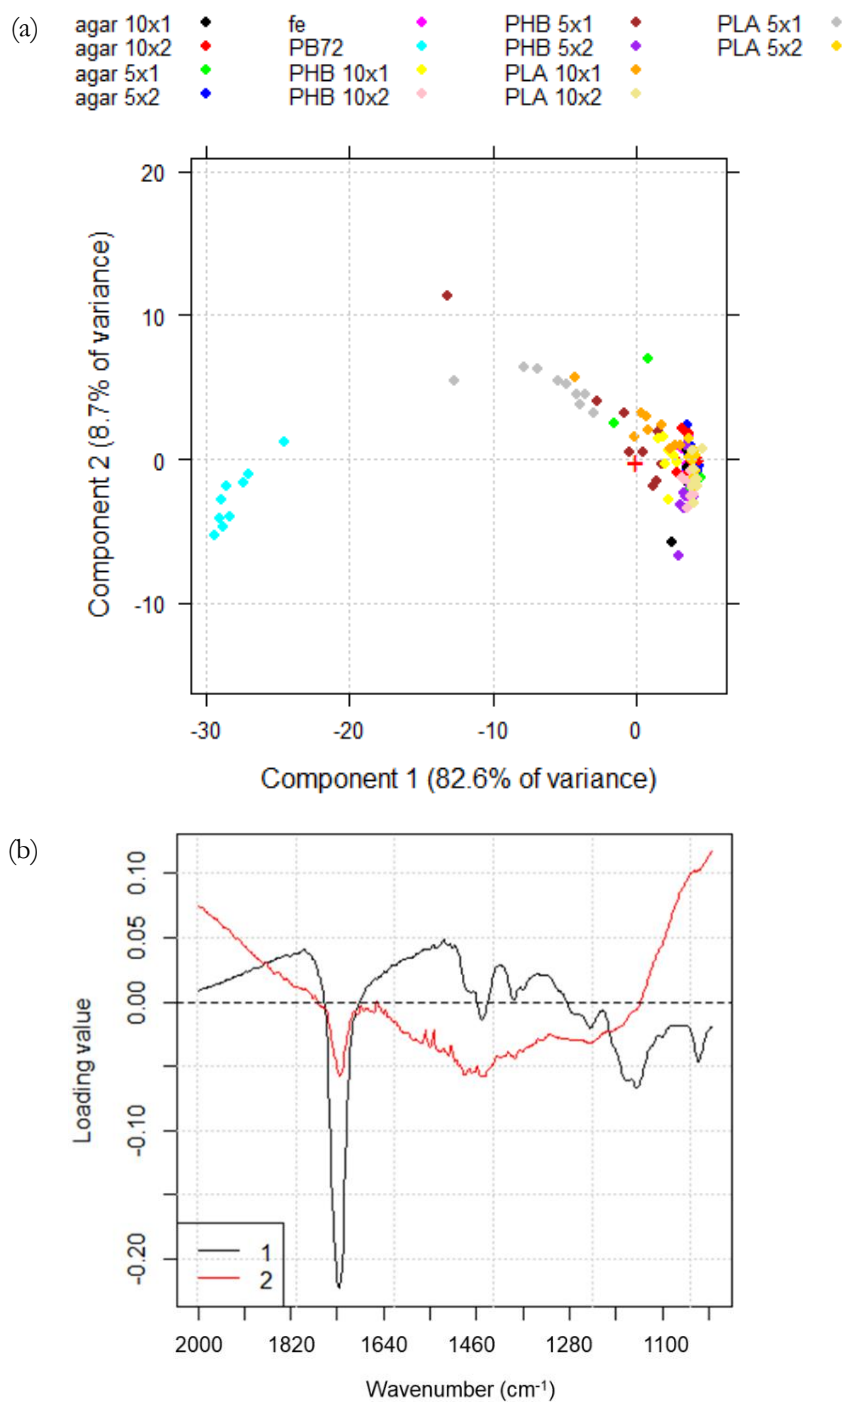 (a)
agar 10x1 fe PHB 5x1 PLA 5x1
agar 10x2 PB72 PHB 5x2 PLA 5x2
agar 5x1 PHB 10x1 PLA 10x1
agar 5x2 PHB 10x2 PLA 10x2
20
10
0
-10
Component 2 (8.7% of variance)
-30 -20 -10 0
Component 1 (82.6% of variance)
(b)
0.10
0.05
0.00
-0.10
-0.20
Loading value
1
2
2000 1820 1640 1460 1280 1100
Wavenumber (cm-1)